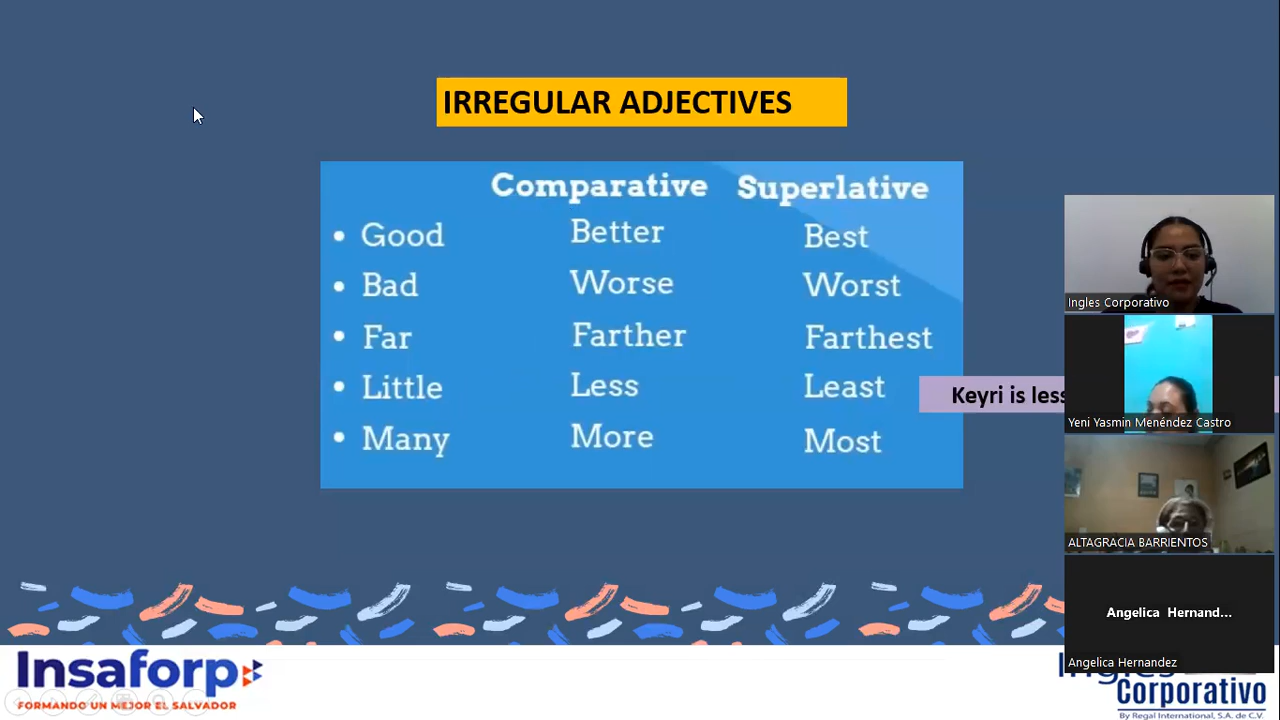 IRREGULAR ADJECTIVES
Comparative Superlative
• Good Better Best
• Bad Worse Worst
• Far Farther Farthest
• Little Less Least
• Many More Most
Keyri is less
Ingles Corporativo
Yeni Yasmin Menéndez Castro
ALTAGRACIA BARRIENTOS
Angelica Hernand...
Angelica Hernandez
Insaforp
FORMANDO UN MEJOR EL SALVADOR
Corporativo
By Regal International, S.A. de C.V.